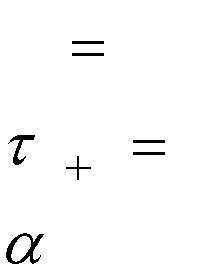 =
τ + =
α